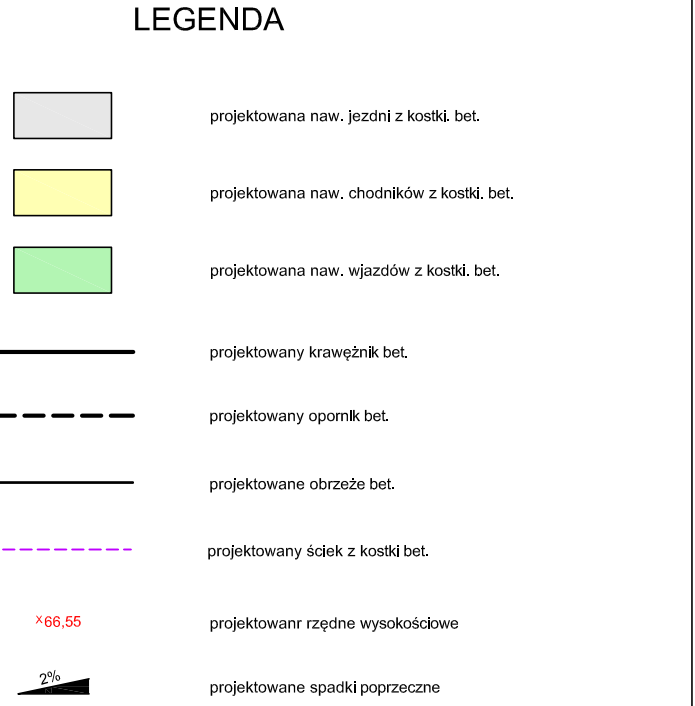 LEGENDA
projektowana naw. jezdni z kostki. bet.
projektowana naw. chodników z kostki. bet.
projektowana naw. wjazdów z kostki. bet.
projektowany krawężnik bet.
projektowany opornik bet.
projektowane obrzeże bet.
projektowany ściek z kostki bet.
x66,55 projektowanr rzędne wysokościowe
2% projektowane spadki poprzeczne